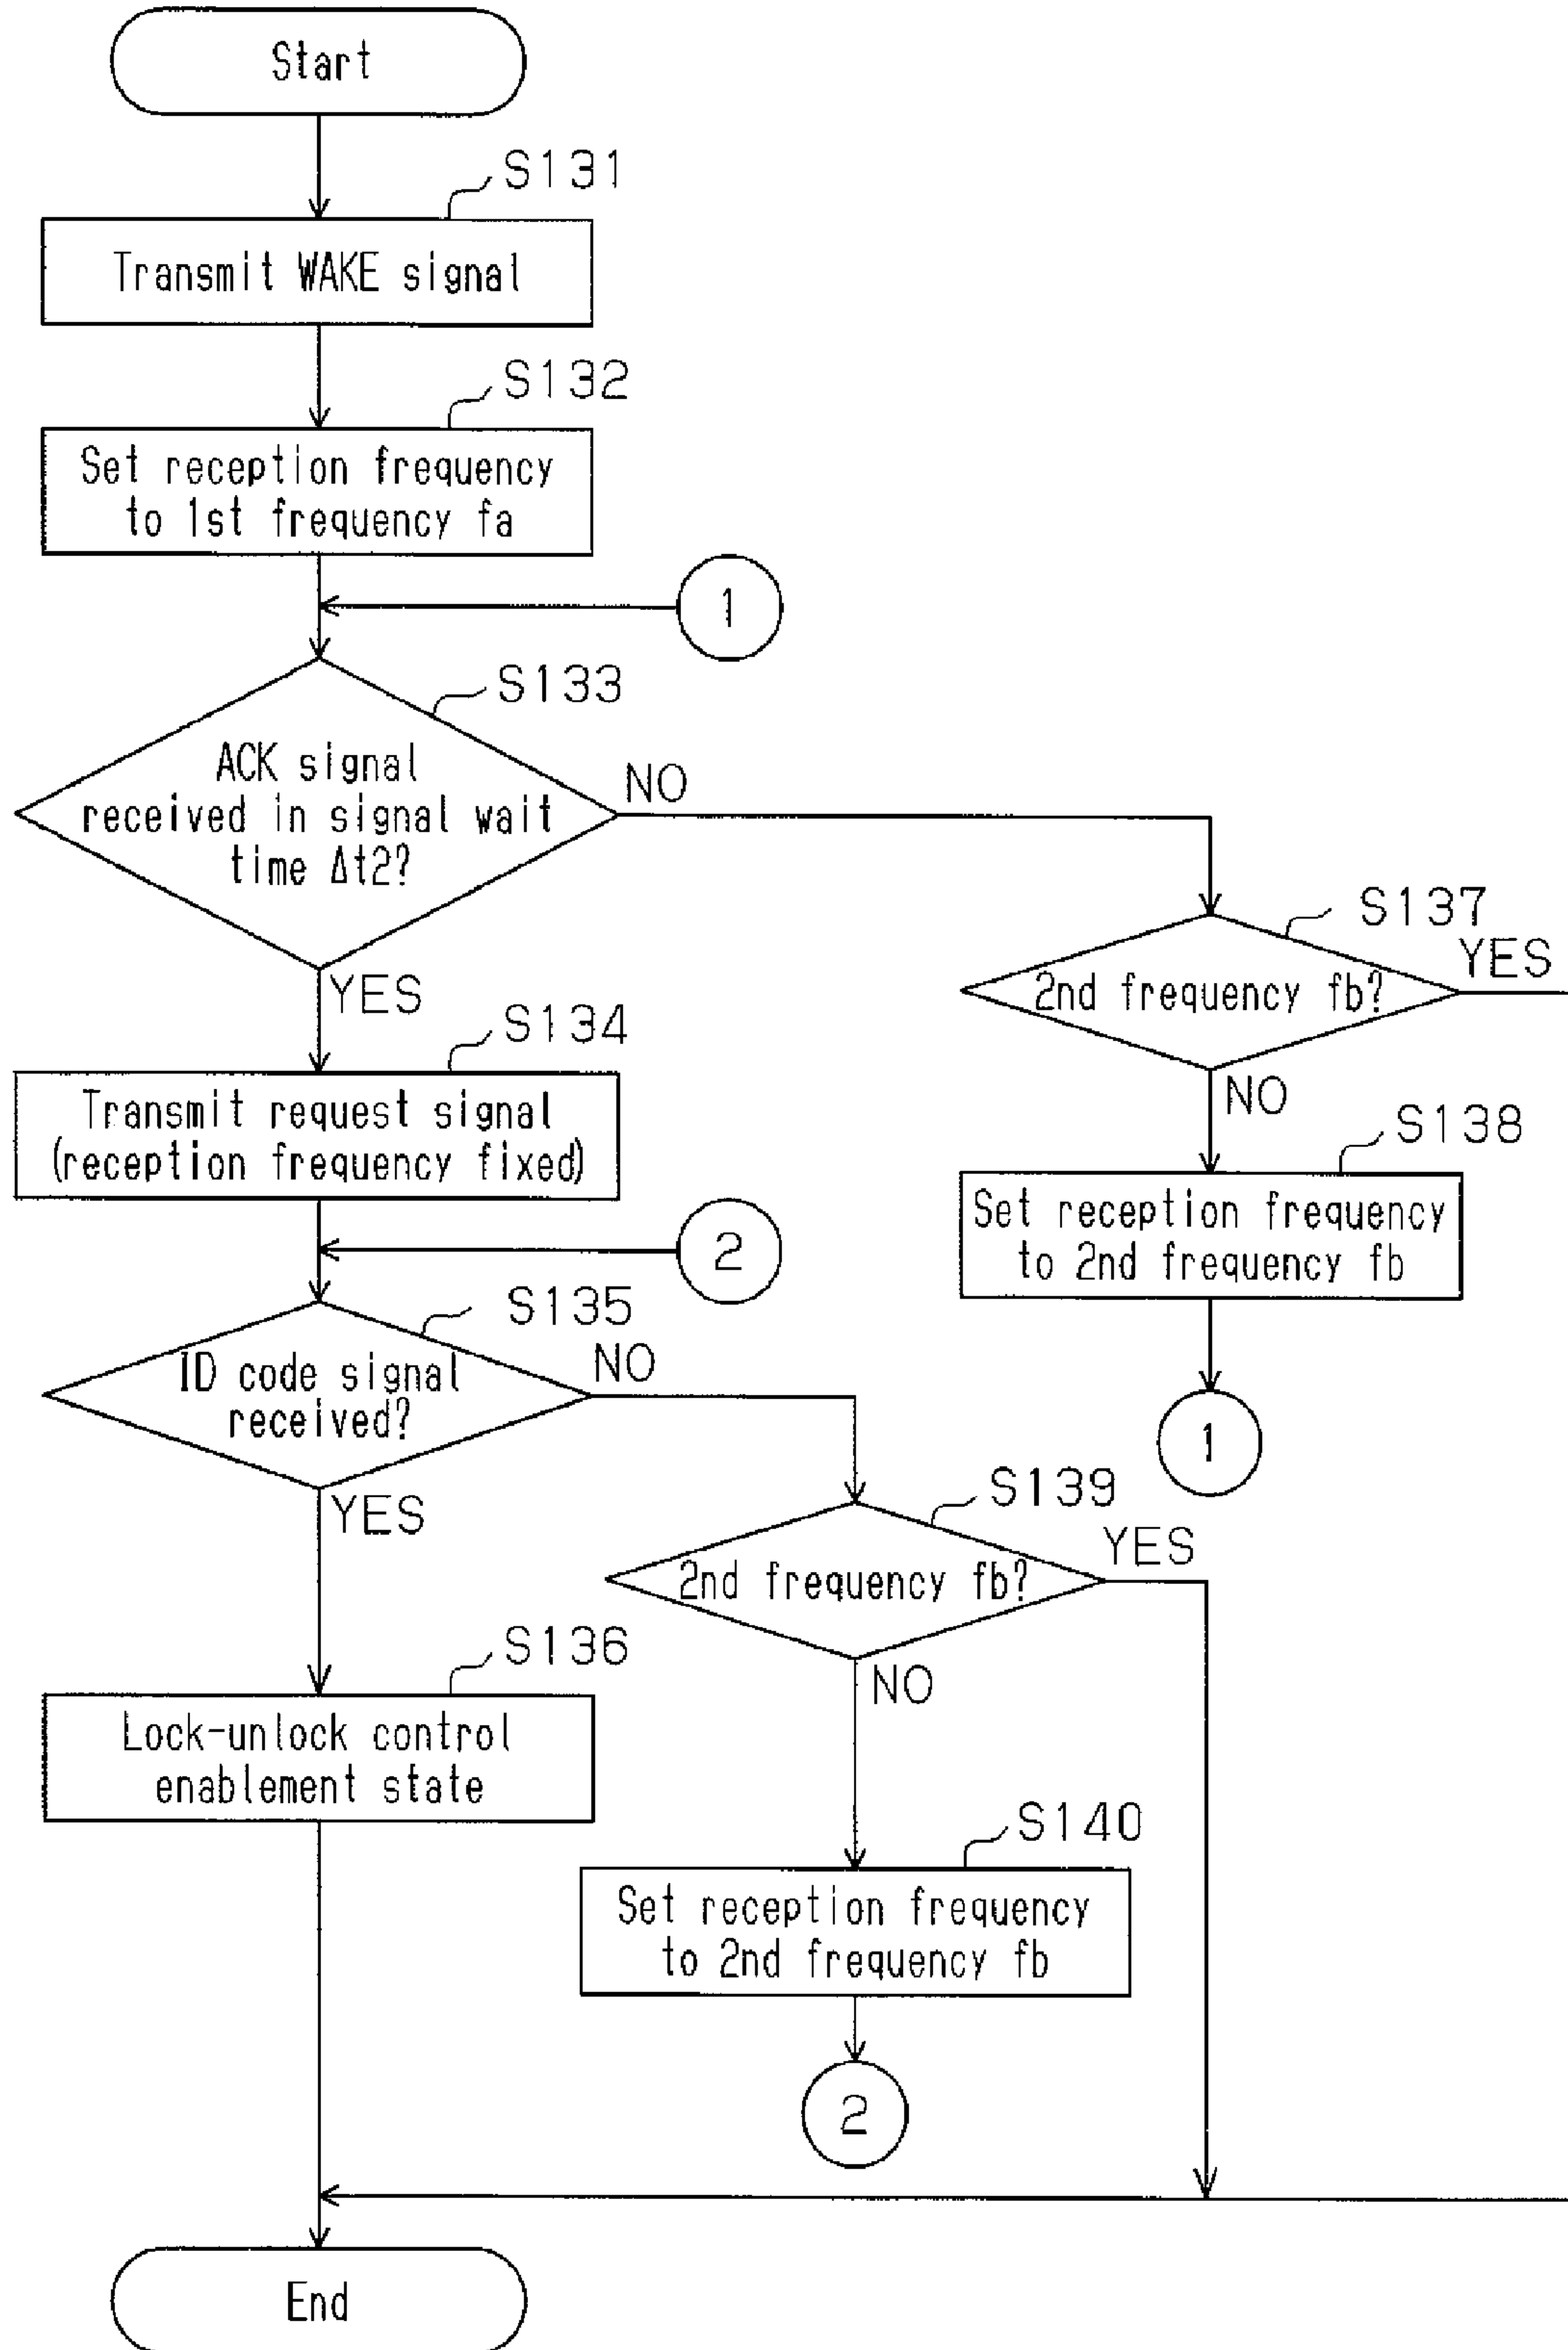 Start
S131
Transmit WAKE signal
S132
Set reception frequency
to 1st frequency fa
1
S133
ACK signal
received in signal wait
time Δt2?
NO
YES
S137
2nd frequency fb?
YES
NO
S134
Transmit request signal
(reception frequency fixed)
S138
Set reception frequency
to 2nd frequency fb
1
2
S135
ID code signal
received?
NO
YES
S139
2nd frequency fb?
YES
NO
S136
Lock-unlock control
enablement state
S140
Set reception frequency
to 2nd frequency fb
2
End